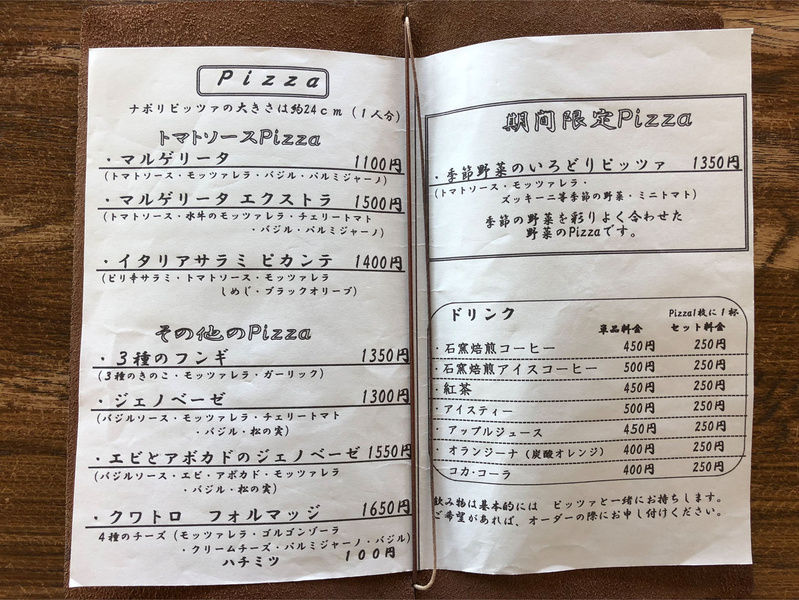 Pizza
ナポリピッツァの大きさは約24cm(1人分)
トマトソースPizza
・マルゲリータ 1100円
(トマトソース・モッツァレラ・バジル・パルミジャーノ)
・マルゲリータ エクストラ 1500円
(トマトソース・水牛のモッツァレラ・チェリートマト
・バジル・パルミジャーノ)
・イタリアサラミ ピカンテ 1400円
(ピリ辛サラミ・トマトソース・モッツァレラ
しめじ・ブラックオリーブ)
その他のPizza
・3種のフンギ 1350円
(3種のきのこ・モッツァレラ・ガーリック)
・ジェノベーゼ 1300円
(バジルソース・モッツァレラ・チェリートマト
・バジル・松の実)
・エビとアボカドのジェノベーゼ 1550円
(バジルソース・エビ・アボカド・モッツァレラ
・バジル・松の実)
・クワトロ フォルマッジ 1650円
4種のチーズ(モッツァレラ・ゴルゴンゾーラ
・クリームチーズ・パルミジャーノ・バジル)
ハチミツ 100円
期間限定Pizza
・季節野菜のいろどりピッツァ 1350円
(トマトソース・モッツァレラ・
ズッキーニ等季節の野菜・ミニトマト)
季節の野菜を彩りよく合わせた
野菜のPizzaです。
ドリンク Pizza1枚に1杯
単品料金 セット料金
・石窯焙煎コーヒー 450円 250円
・石窯焙煎アイスコーヒー 500円 250円
・紅茶 450円 250円
・アイスティー 500円 250円
・アップルジュース 450円 250円
・オランジーナ(炭酸オレンジ) 400円 250円
コカ・コーラ 400円 250円
飲み物は基本的には ピッツァと一緒にお持ちします。
ご希望があれば、オーダーの際にお申し付けください。